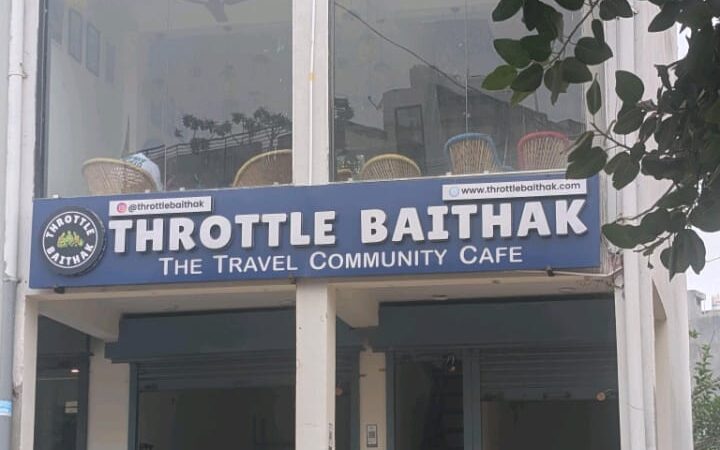 @throttlebaithak
www.throttlebaithak.com
THROTTLE BAITHAK
THROTTLE BAITHAK
THE TRAVEL COMMUNITY CAFE